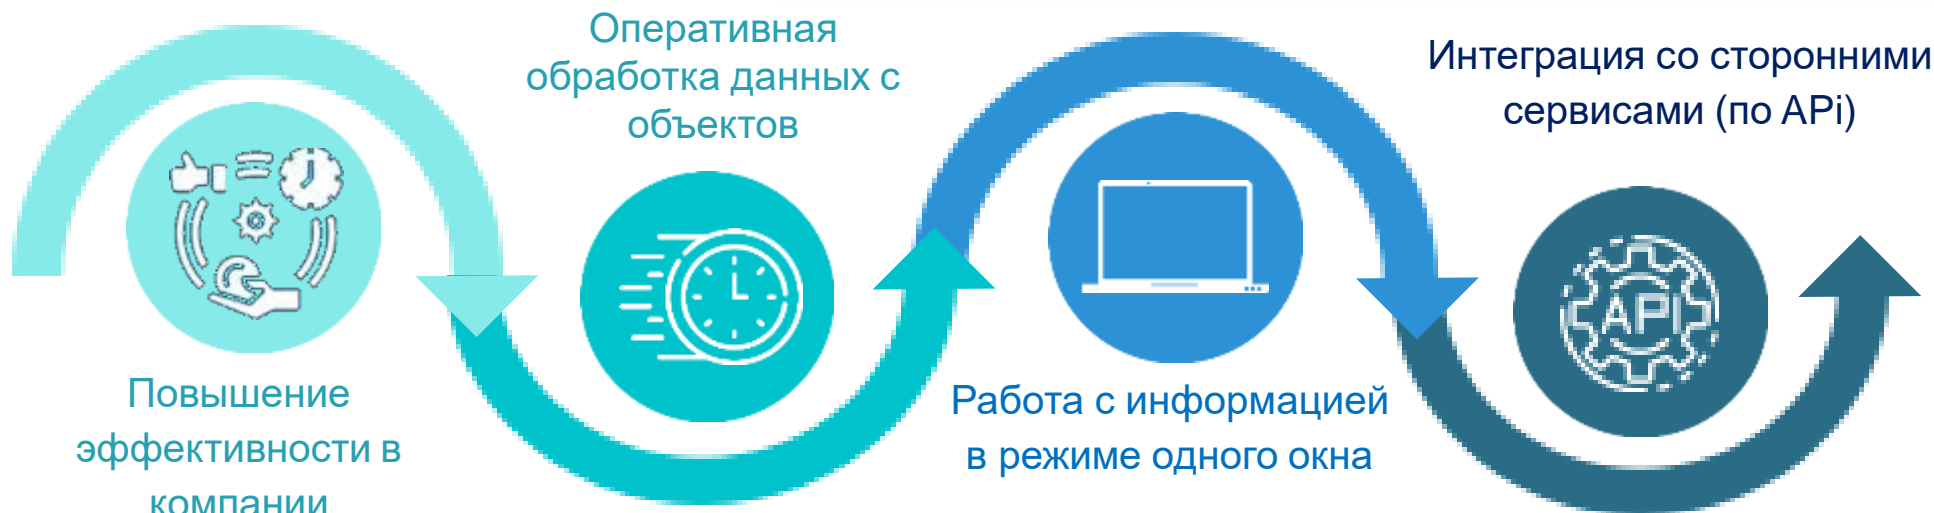 Повышение
эффективности в
компании
Оперативная
обработка данных с
объектов
Работа с информацией
в режиме одного окна
Интеграция со сторонними
сервисами (по APi)
APi